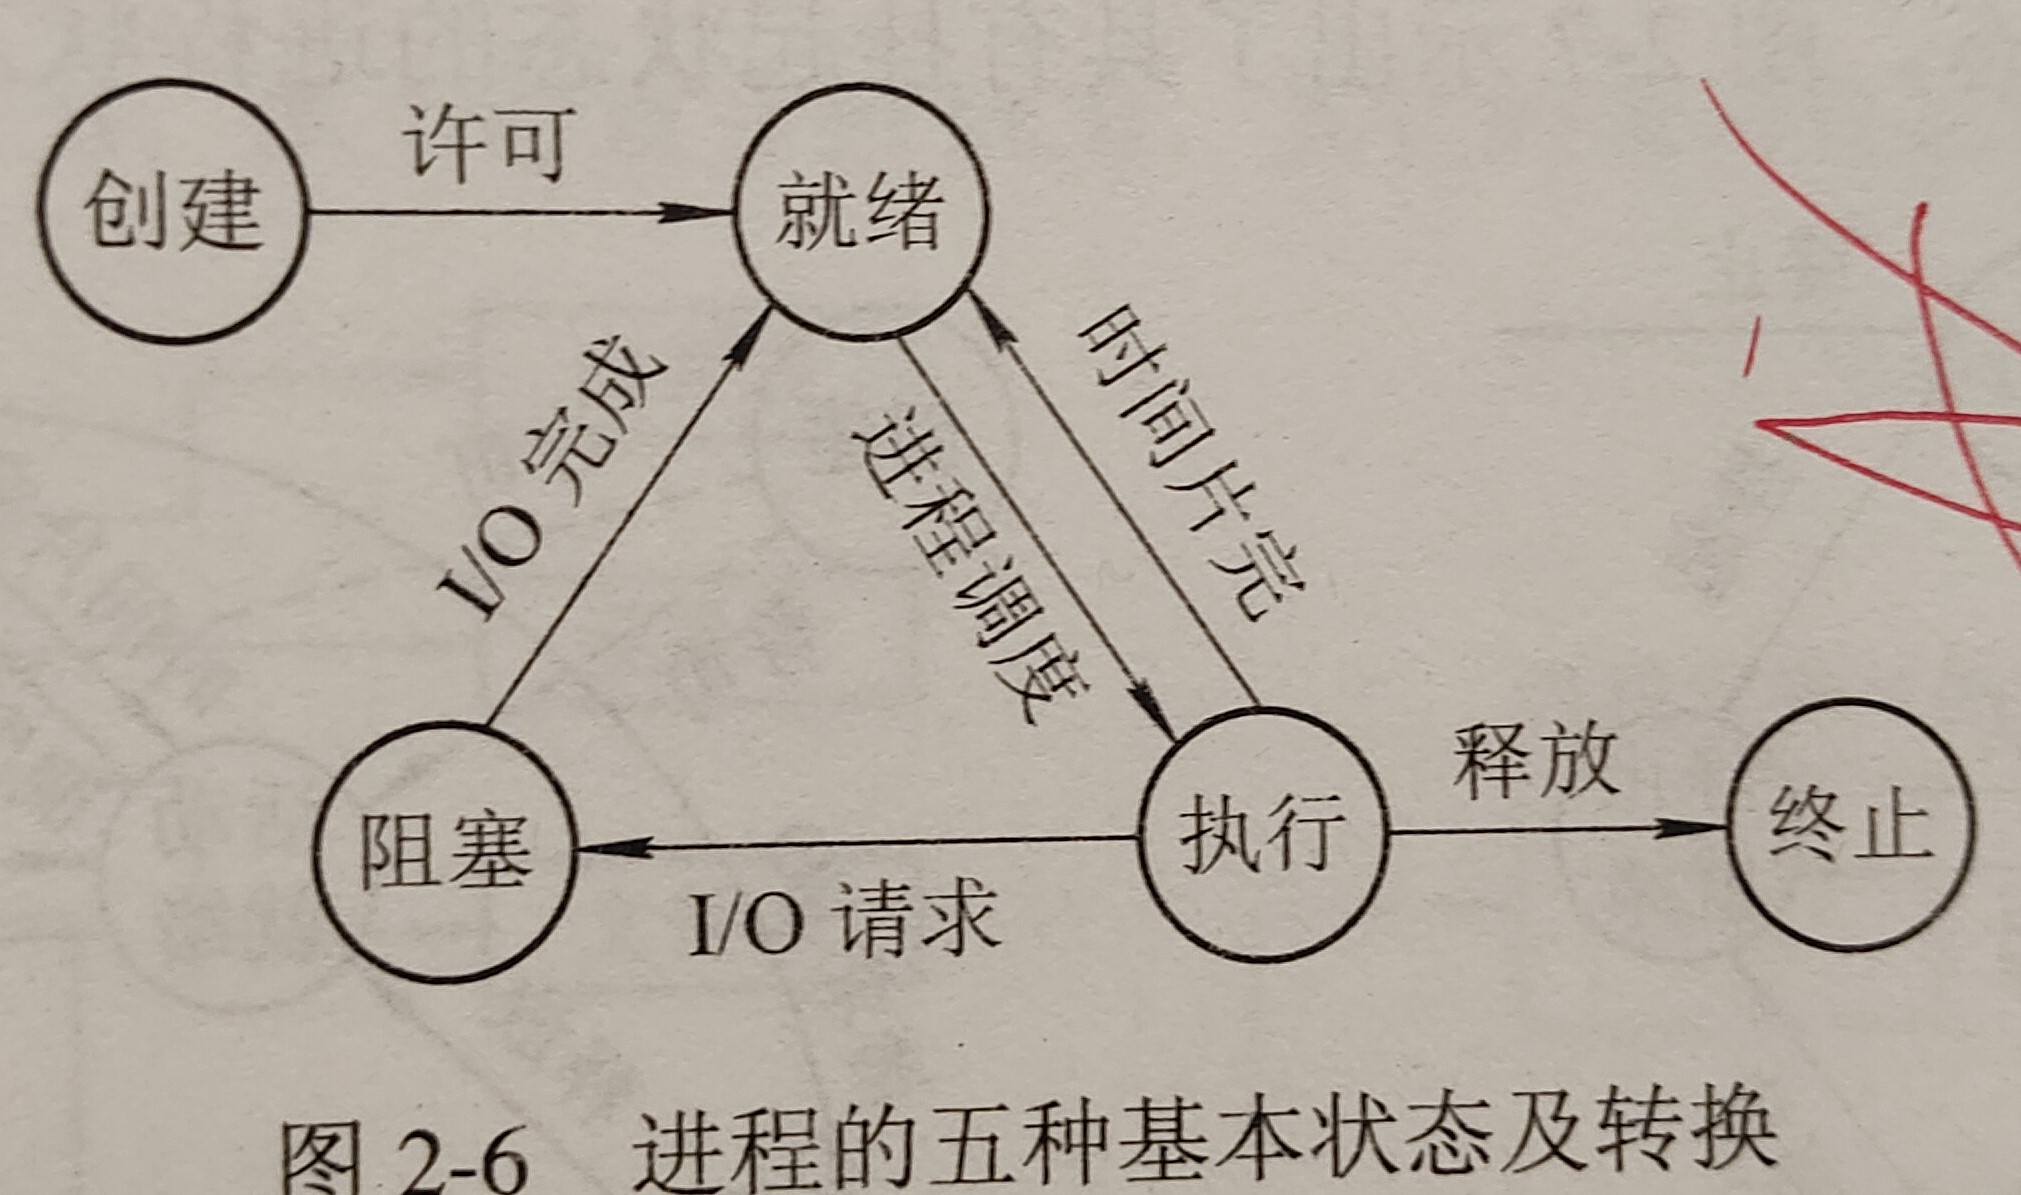 许可
创建
就绪
I/O 完成
进程调度
时间片完
阻塞
I/O 请求
执行
释放
终止
图 2-6 进程的五种基本状态及转换